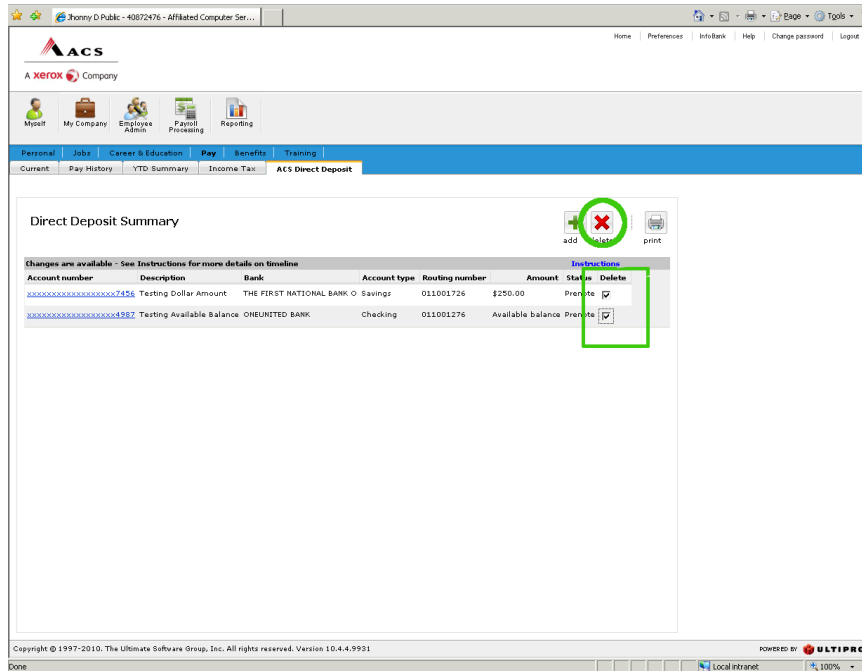 Jhonny D Public - 40872476 - Affiliated Computer Ser...
Page Tools
Home Preferences InfoBank Help Change password Logout
ACS
A xerox Company
Myself My Company Employee Admin Payroll Processing Reporting
Personal Jobs Career & Education Pay Benefits Training
Current Pay History YTD Summary Income Tax ACS Direct Deposit
Direct Deposit Summary
add delete print
Changes are available - See Instructions for more details on timeline Instructions
Account number Description Bank Account type Routing number Amount Status Delete
xxxxxxxxxxxxxxxxxx7456 Testing Dollar Amount THE FIRST NATIONAL BANK O Savings 011001726 $250.00 Prenote
xxxxxxxxxxxxxxxxxx4987 Testing Available Balance ONEUNITED BANK Checking 011001276 Available balance Prenote
Copyright © 1997-2010. The Ultimate Software Group, Inc. All rights reserved. Version 10.4.4.9931 POWERED BY ULTIPRO
Done Local intranet 100%